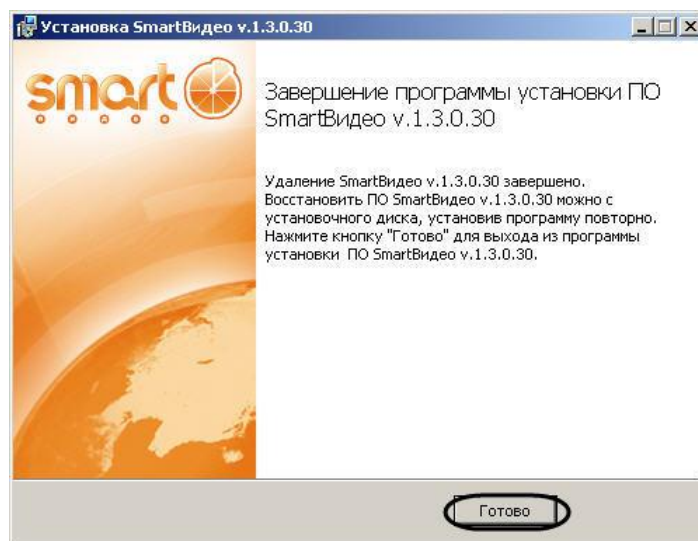 Установка SmartВидео v.1.3.0.30
smart
видео
Завершение программы установки ПО
SmartВидео v.1.3.0.30
Удаление SmartВидео v.1.3.0.30 завершено.
Восстановить ПО SmartВидео v.1.3.0.30 можно с
установочного диска, установив программу повторно.
Нажмите кнопку "Готово" для выхода из программы
установки ПО SmartВидео v.1.3.0.30.
Готово